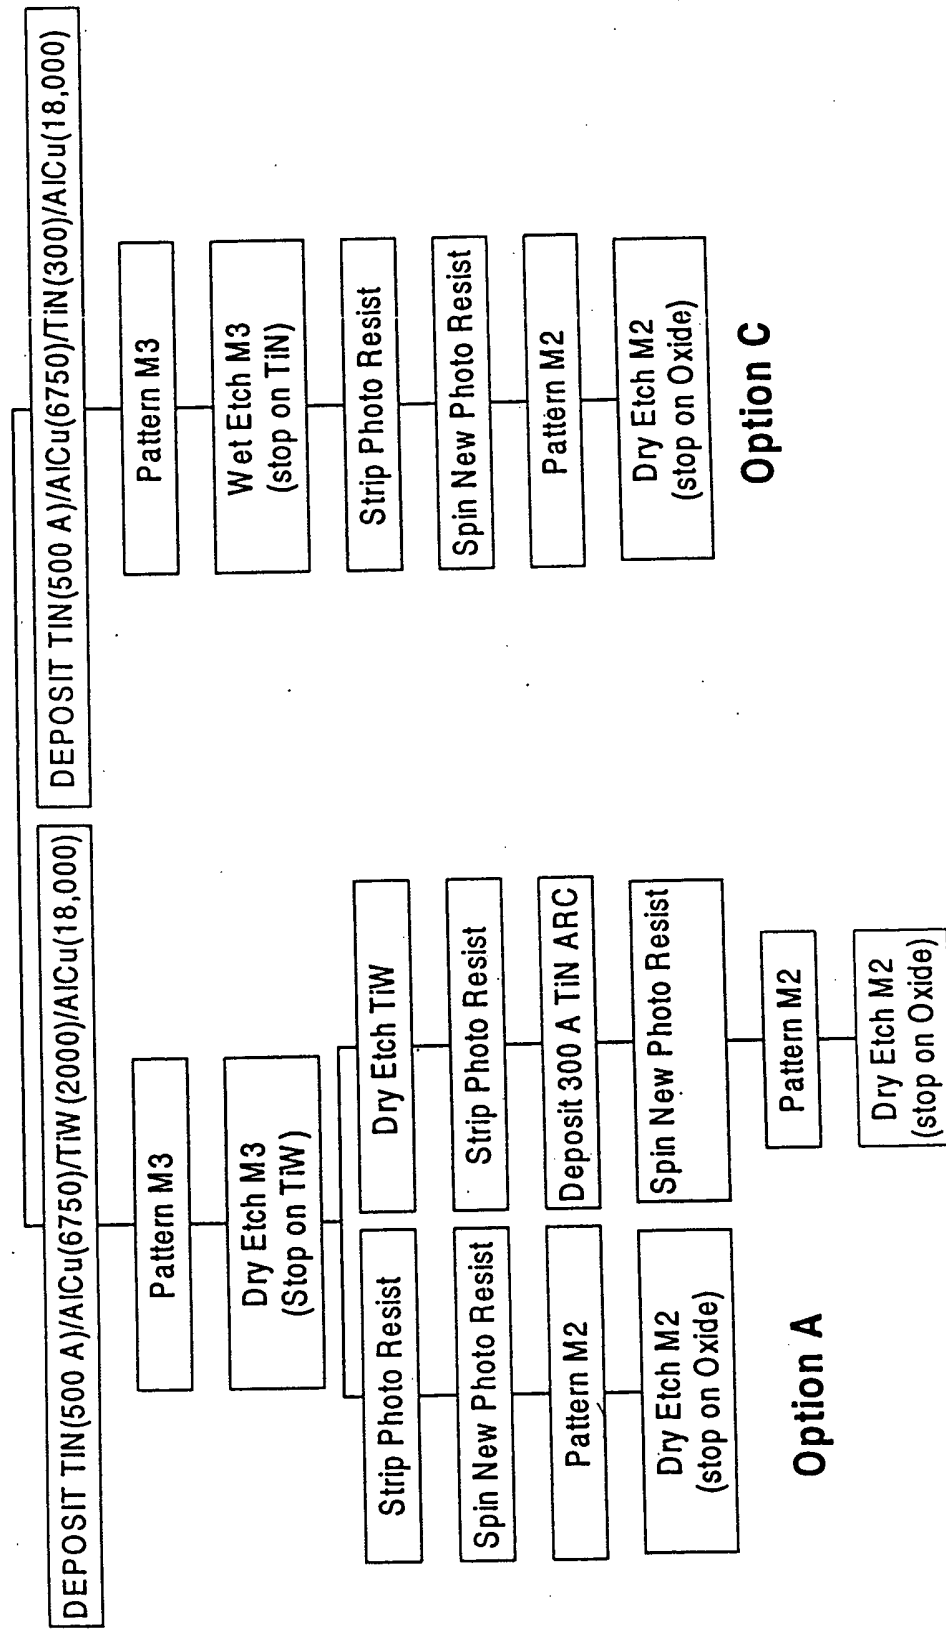 DEPOSIT TIN(500 A)/AlCu(6750)/TiW(2000)/AlCu(18,000)
Pattern M3
Dry Etch M3
(Stop on TiW)
Strip Photo Resist
Spin New Photo Resist
Pattern M2
Dry Etch M2
(stop on Oxide)
Option A
Dry Etch TiW
Strip Photo Resist
Deposit 300 A TiN ARC
Spin New Photo Resist
Pattern M2
Dry Etch M2
(stop on Oxide)
DEPOSIT TIN(500 A)/AlCu(6750)/TiN(300)/AlCu(18,000)
Pattern M3
Wet Etch M3
(stop on TiN)
Strip Photo Resist
Spin New Photo Resist
Pattern M2
Dry Etch M2
(stop on Oxide)
Option C